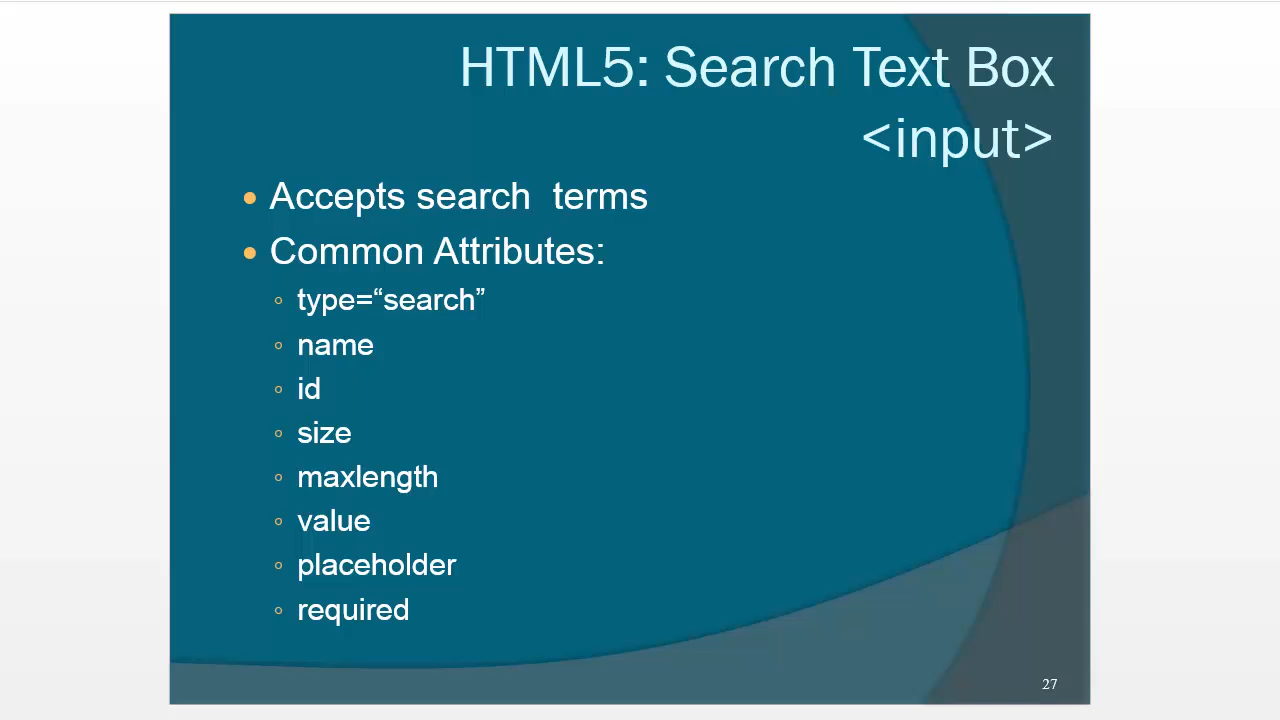 HTML5: Search Text Box
<input>
• Accepts search  terms
• Common Attributes:
◦ type=“search”
◦ name
◦ id
◦ size
◦ maxlength
◦ value
◦ placeholder
◦ required
27